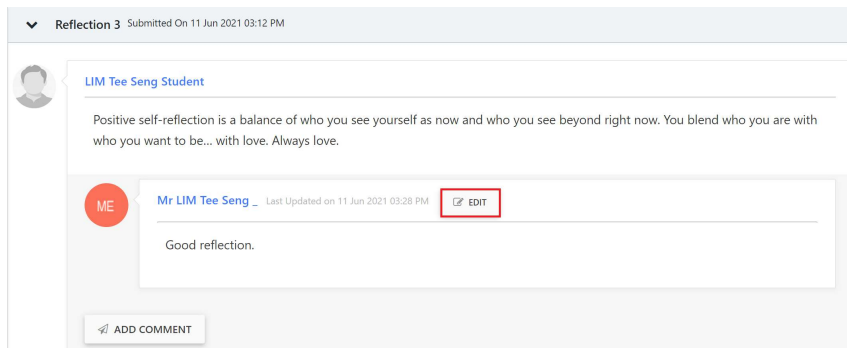 Reflection 3 Submitted On 11 Jun 2021 03:12 PM
LIM Tee Seng Student
Positive self-reflection is a balance of who you see yourself as now and who you see beyond right now. You blend who you are with
who you want to be... with love. Always love.
ME
Mr LIM Tee Seng _ Last Updated on 11 Jun 2021 03:28 PM EDIT
Good reflection.
ADD COMMENT